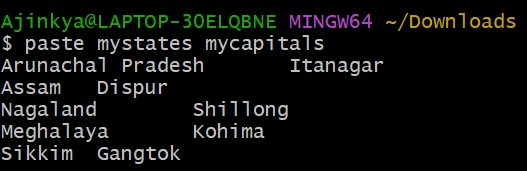 Ajinkya@LAPTOP-3OELQBNE MINGW64 ~/Downloads
$ paste mystates mycapitals
Arunachal Pradesh       Itanagar
Assam   Dispur
Nagaland        Shillong
Meghalaya       Kohima
Sikkim  Gangtok